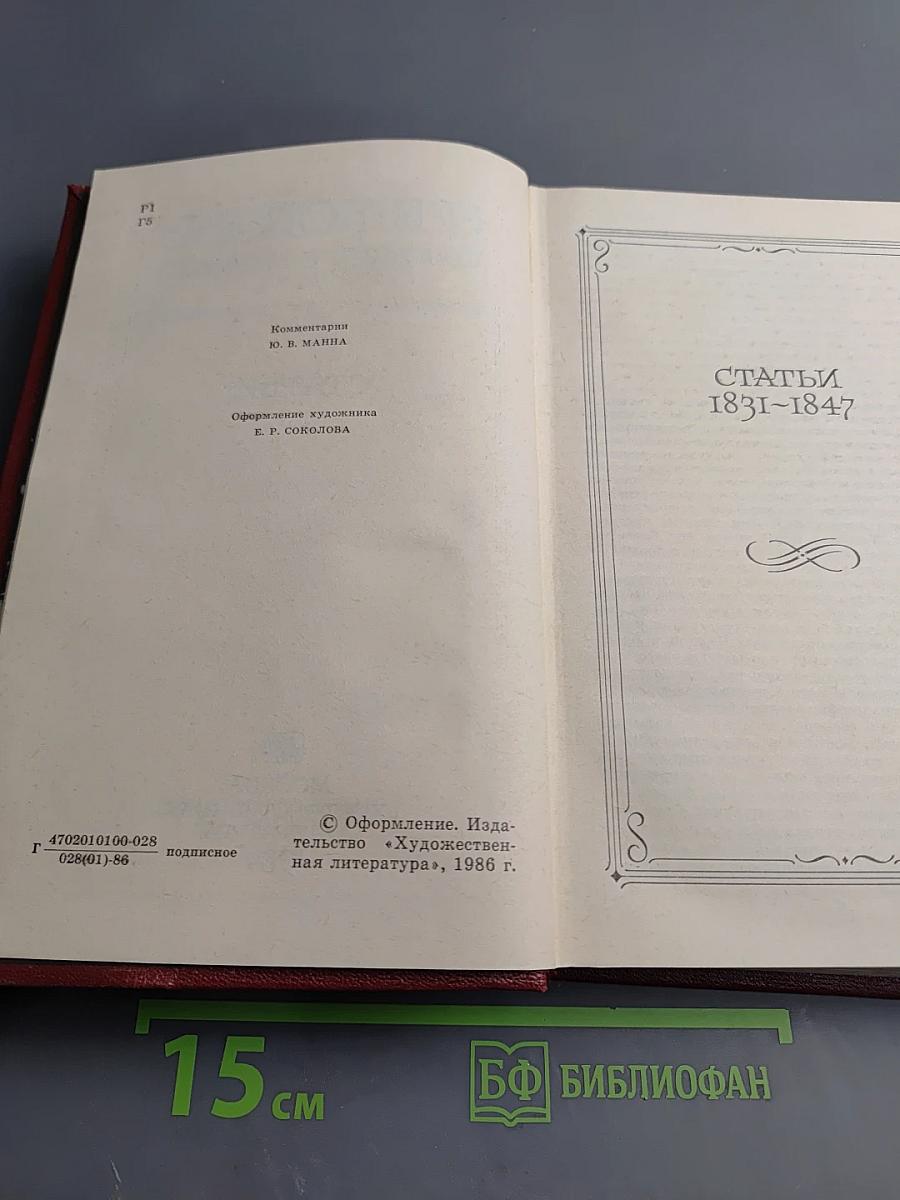 Р1
Г5
Комментарии
Ю. В. МАННА
Оформление художника
Е. Р. СОКОЛОВА
Г 4702010100-028
028(01)-86
подписное
© Оформление. Изда-
тельство «Художествен-
ная литература», 1986 г.
СТАТЬИ
1831~1847
15 см
БФ БИБЛИОФАН